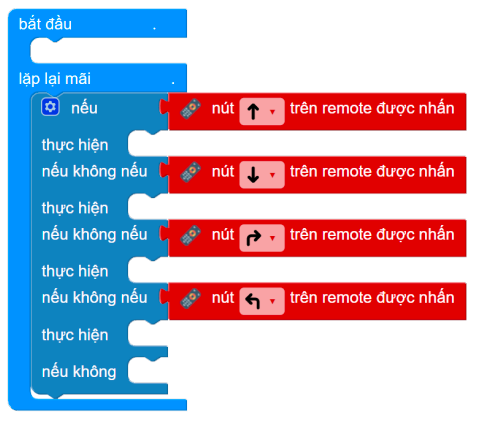 bắt đầu .
lặp lại mãi .
nếu nút trên remote được nhấn
thực hiện
nếu không nếu nút trên remote được nhấn
thực hiện
nếu không nếu nút trên remote được nhấn
thực hiện
nếu không nếu nút trên remote được nhấn
thực hiện
nếu không